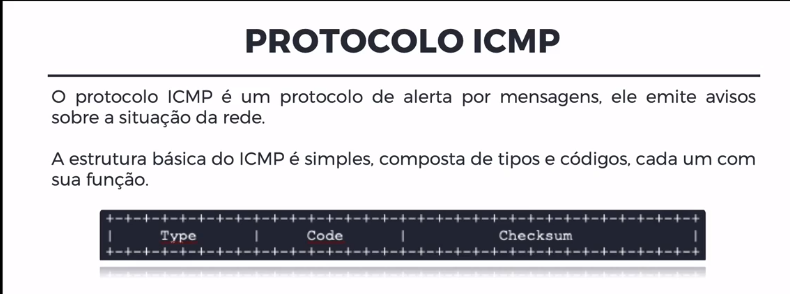 PROTOCOLO ICMP
O protocolo ICMP é um protocolo de alerta por mensagens, ele emite avisos
sobre a situação da rede.
A estrutura básica do ICMP é simples, composta de tipos e códigos, cada um com
sua função.
+-+-+-+-+-+-+-+-+-+-+-+-+-+-+-+-+-+-+-+-+-+-+-+-+-+-+-+-+-+-+-+-+
| Type | Code | Checksum |
+-+-+-+-+-+-+-+-+-+-+-+-+-+-+-+-+-+-+-+-+-+-+-+-+-+-+-+-+-+-+-+-+